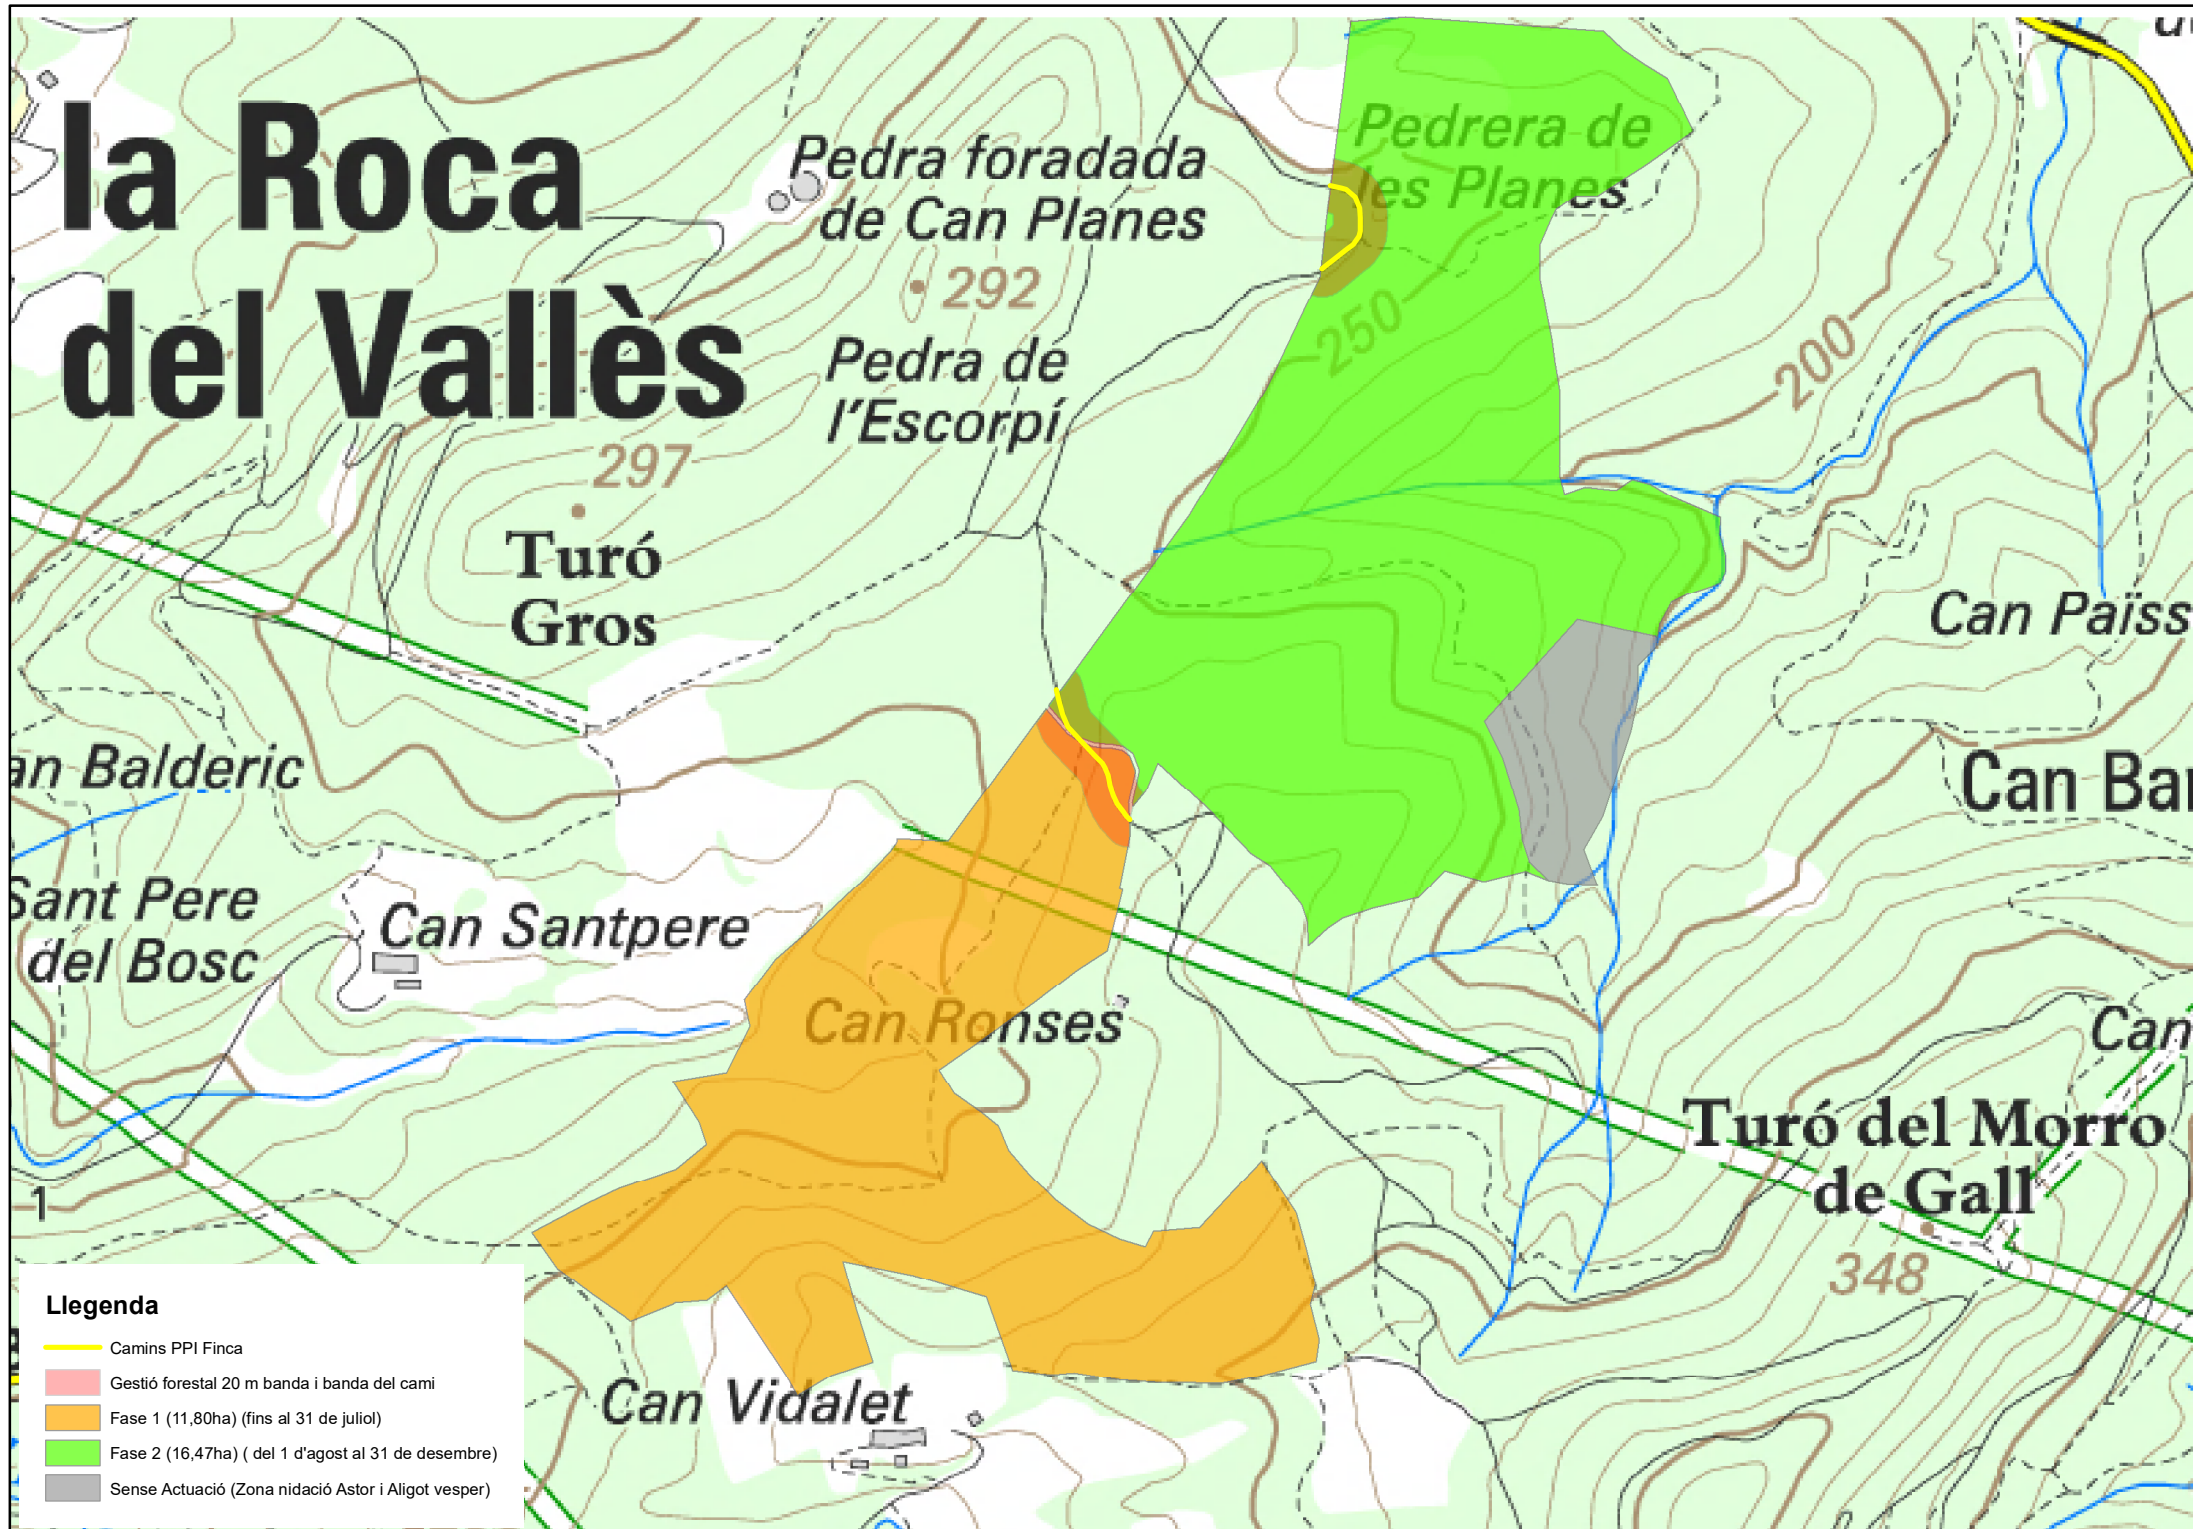 la Roca
del Vallès
Pedra foradada
de Can Planes
292
Pedrera de
les Planes
250
200
Pedra de
l'Escorpí
297
Turó
Gros
Can Païss
an Balderic
Can Bar
Sant Pere
del Bosc
Can Santpere
Can Ronses
Can
Turó del Morro
de Gall
348
1
Can Vidalet
Llegenda
Camins PPI Finca
Gestió forestal 20 m banda i banda del cami
Fase 1 (11,80ha) (fins al 31 de juliol)
Fase 2 (16,47ha) ( del 1 d'agost al 31 de desembre)
Sense Actuació (Zona nidació Astor i Aligot vesper)